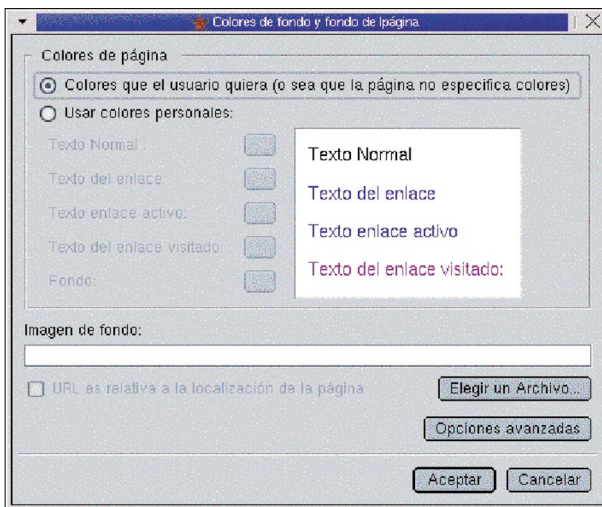 Colores de fondo y fondo de lpágina
Colores de página
Colores que el usuario quiera (o sea que la página no especifica colores)
Usar colores personales:
Texto Normal :
Texto del enlace:
Texto enlace activo:
Texto del enlace visitado:
Fondo:
Texto Normal
Texto del enlace
Texto enlace activo
Texto del enlace visitado:
Imagen de fondo:
URL es relativa a la localización de la página
Elegir un Archivo...
Opciones avanzadas
Aceptar
Cancelar